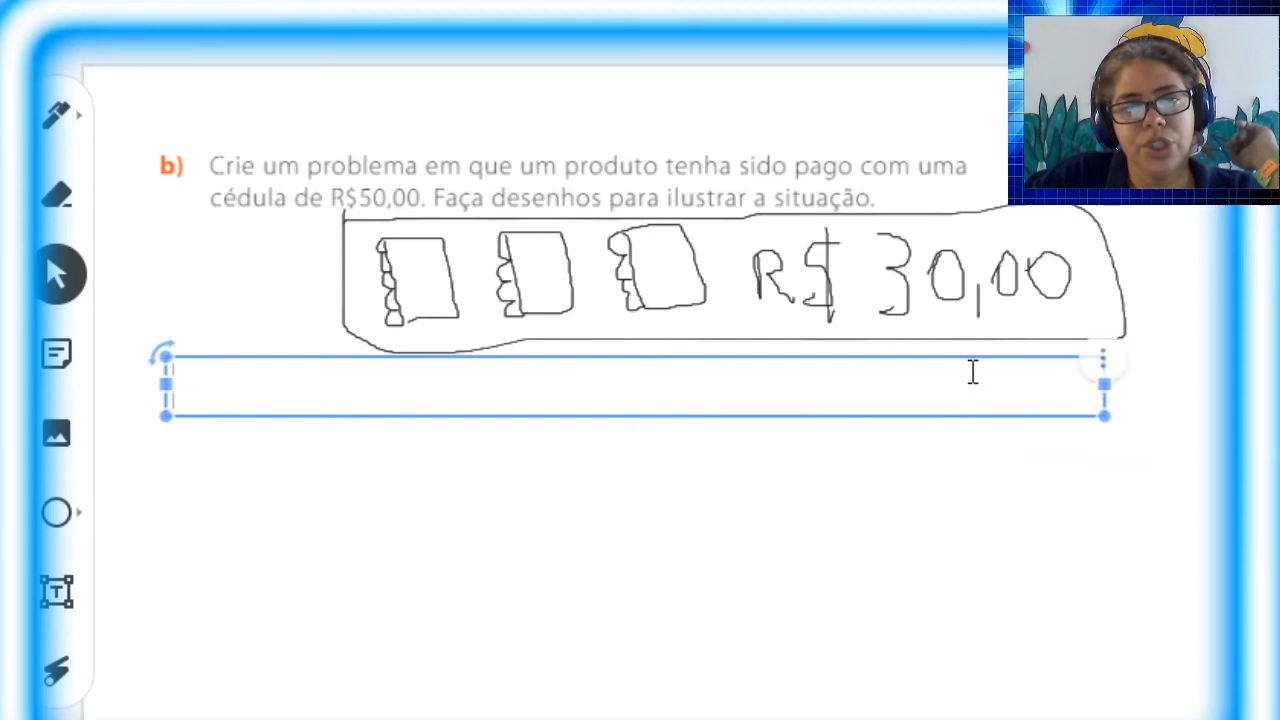 b) Crie um problema em que um produto tenha sido pago com uma
cédula de R$50,00. Faça desenhos para ilustrar a situação.
R$ 30,00
T